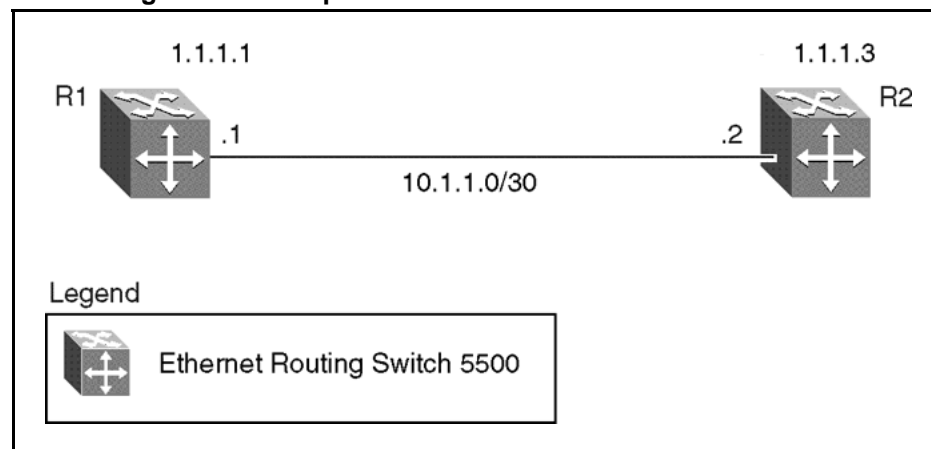 1.1.1.1
1.1.1.3
R1
R2
.1
.2
10.1.1.0/30
Legend
Ethernet Routing Switch 5500